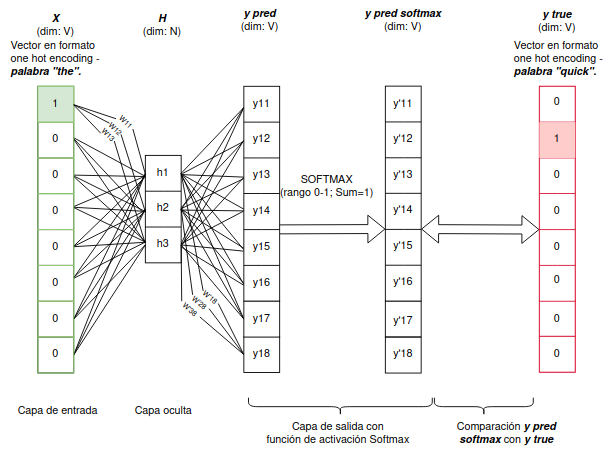 X
(dim: V)
Vector en formato
one hot encoding -
palabra "the".
H
(dim: N)
y pred
(dim: V)
y pred softmax
(dim: V)
y true
(dim: V)
Vector en formato
one hot encoding -
palabra "quick".
1
0
0
0
0
0
0
0
W11
W12
W13
h1
h2
h3
W'18
W'28
W'38
y11
y12
y13
y14
y15
y16
y17
y18
SOFTMAX
(rango 0-1; Sum=1)
y'11
y'12
y'13
y'14
y'15
y'16
y'17
y'18
0
1
0
0
0
0
0
0
Capa de entrada
Capa oculta
Capa de salida con
función de activación Softmax
Comparación y pred
softmax con y true